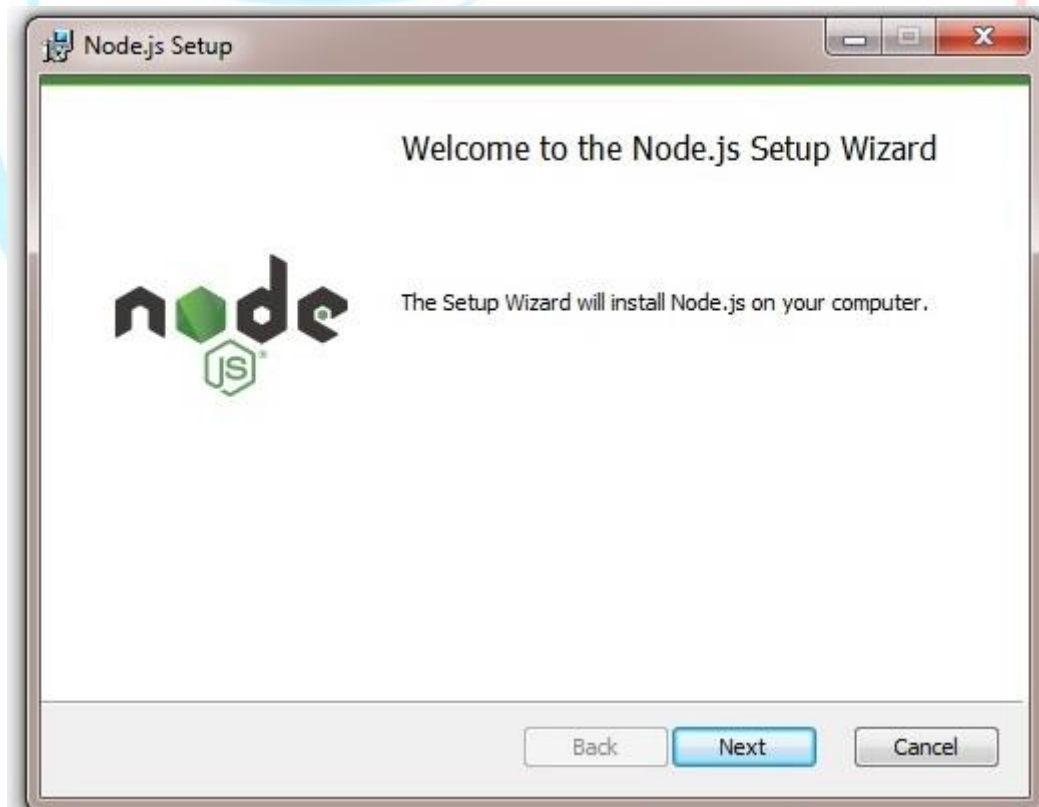 Node.js Setup
Welcome to the Node.js Setup Wizard
node
JS®
The Setup Wizard will install Node.js on your computer.
Back
Next
Cancel